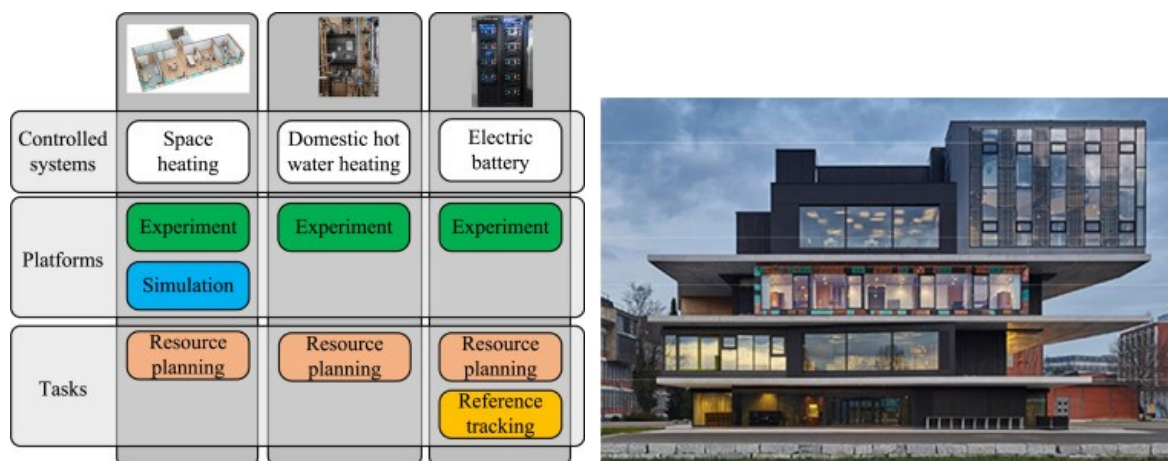 Controlled
systems
Space
heating
Domestic hot
water heating
Electric
battery
Platforms
Experiment
Experiment
Experiment
Simulation
Tasks
Resource
planning
Resource
planning
Resource
planning
Reference
tracking